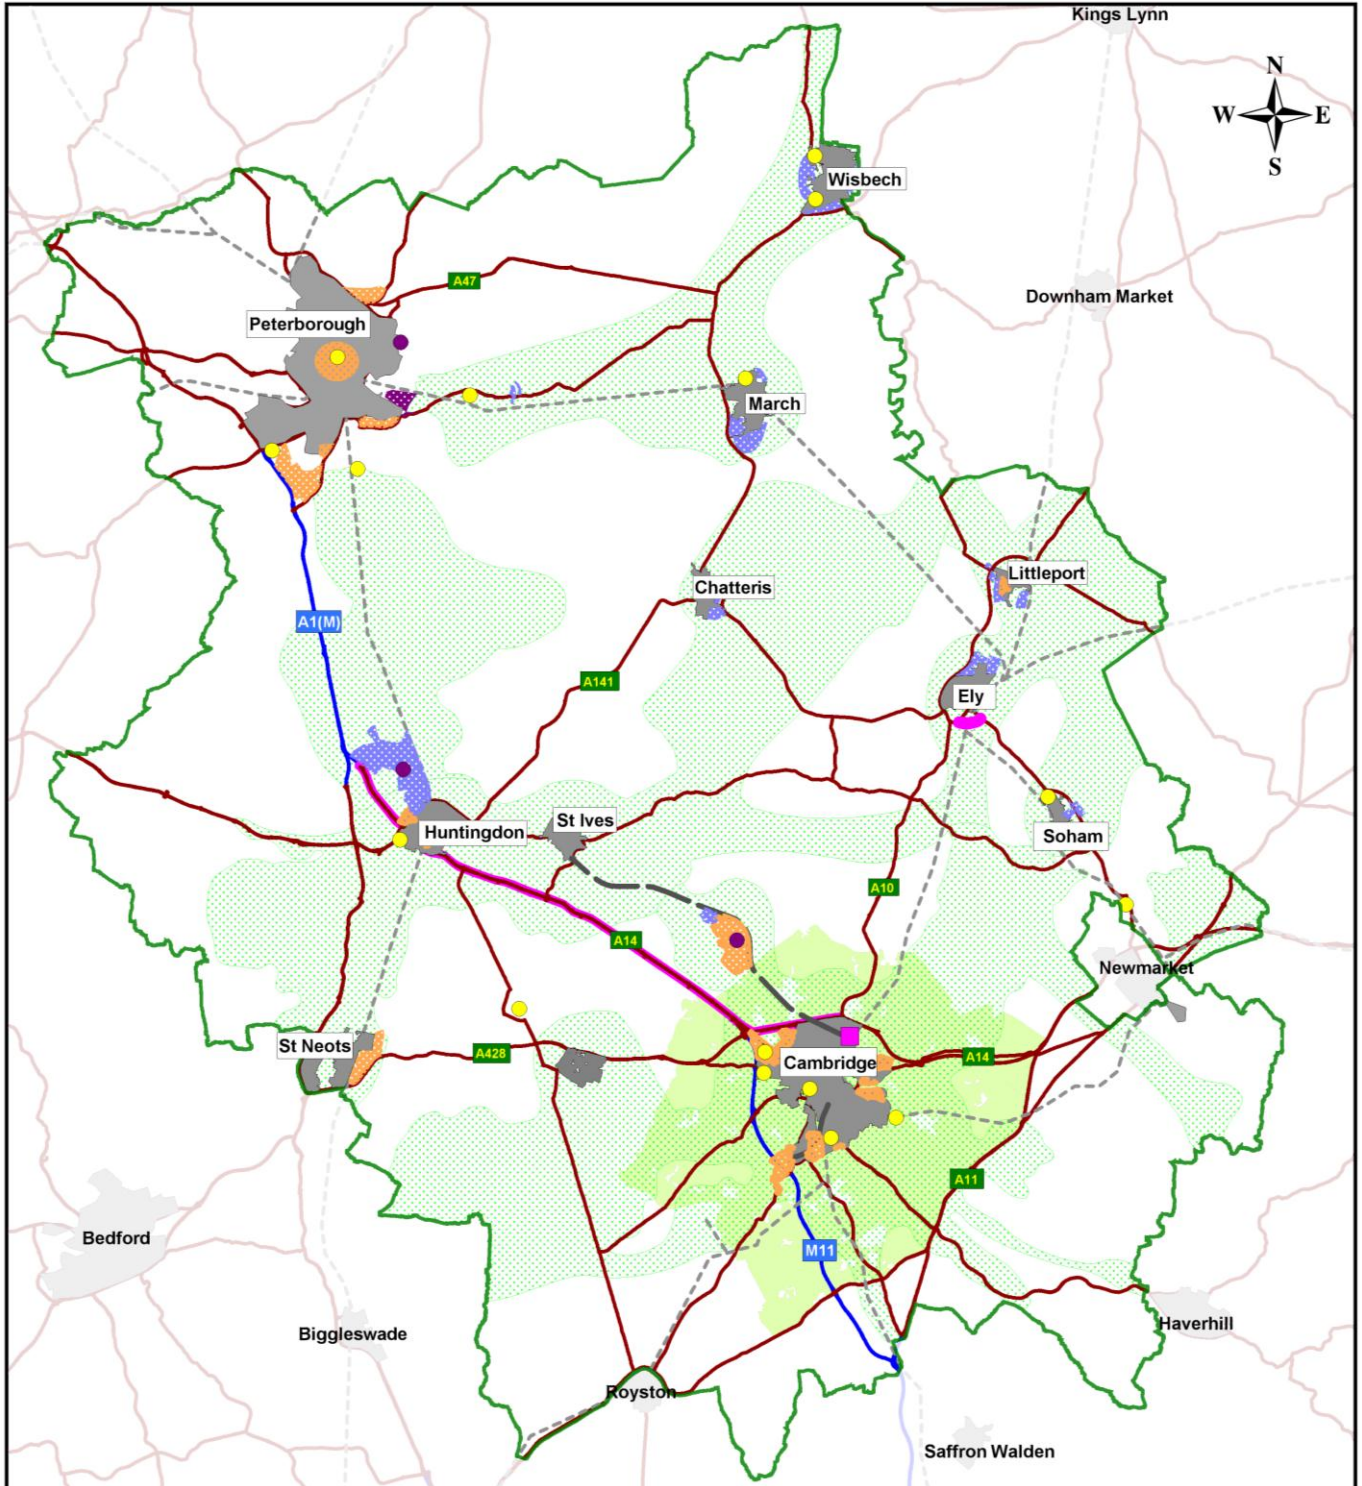 Kings Lynn
N
W E
S
Wisbech
A47
Downham Market
Peterborough
March
Littleport
Chatteris
A1(M)
A141
Ely
St Ives
Huntingdon
Soham
A10
A14
Newmarket
St Neots
A428
Cambridge
A14
A11
Bedford
M11
Biggleswade
Haverhill
Royston
Saffron Walden